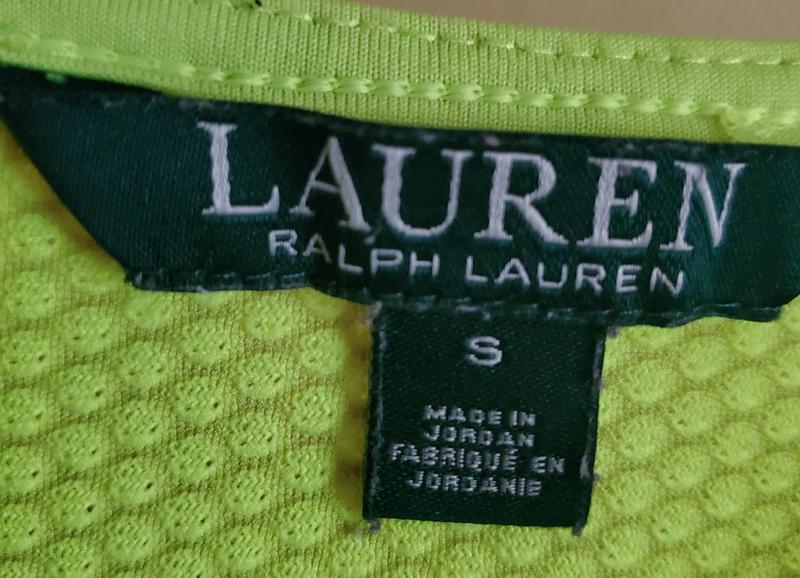 LAUREN
RALPH LAUREN
S
MADE IN
JORDAN
FABRIQUÉ EN
JORDANIE